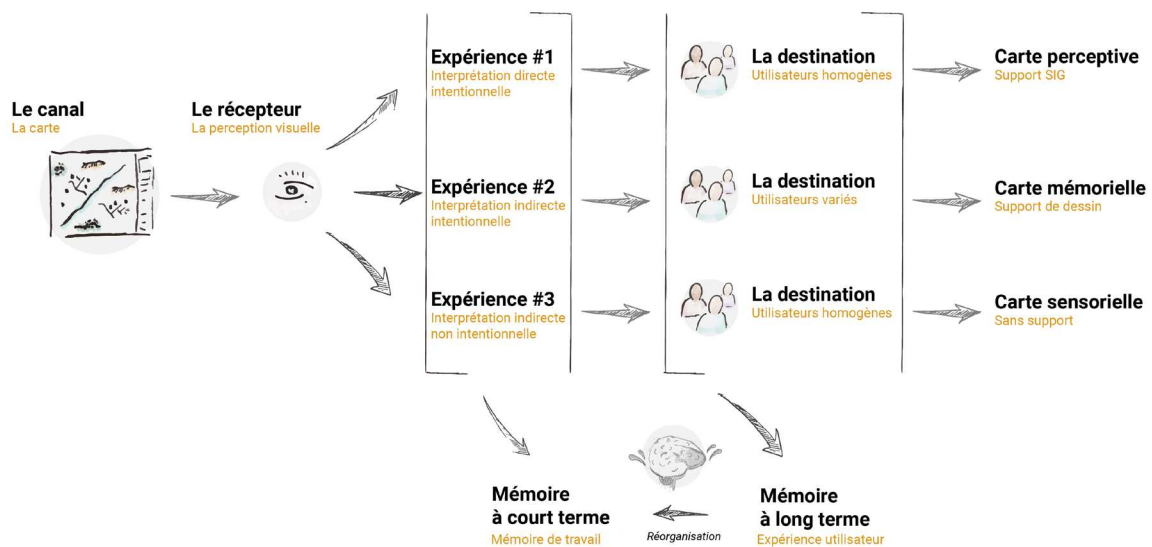 Le canal
La carte
Le récepteur
La perception visuelle
Expérience #1
Interprétation directe
intentionnelle
La destination
Utilisateurs homogènes
Carte perceptive
Support SIG
Expérience #2
Interprétation indirecte
intentionnelle
La destination
Utilisateurs variés
Carte mémorielle
Support de dessin
Expérience #3
Interprétation indirecte
non intentionnelle
La destination
Utilisateurs homogènes
Carte sensorielle
Sans support
Mémoire
à court terme
Mémoire de travail
Réorganisation
Mémoire
à long terme
Expérience utilisateur